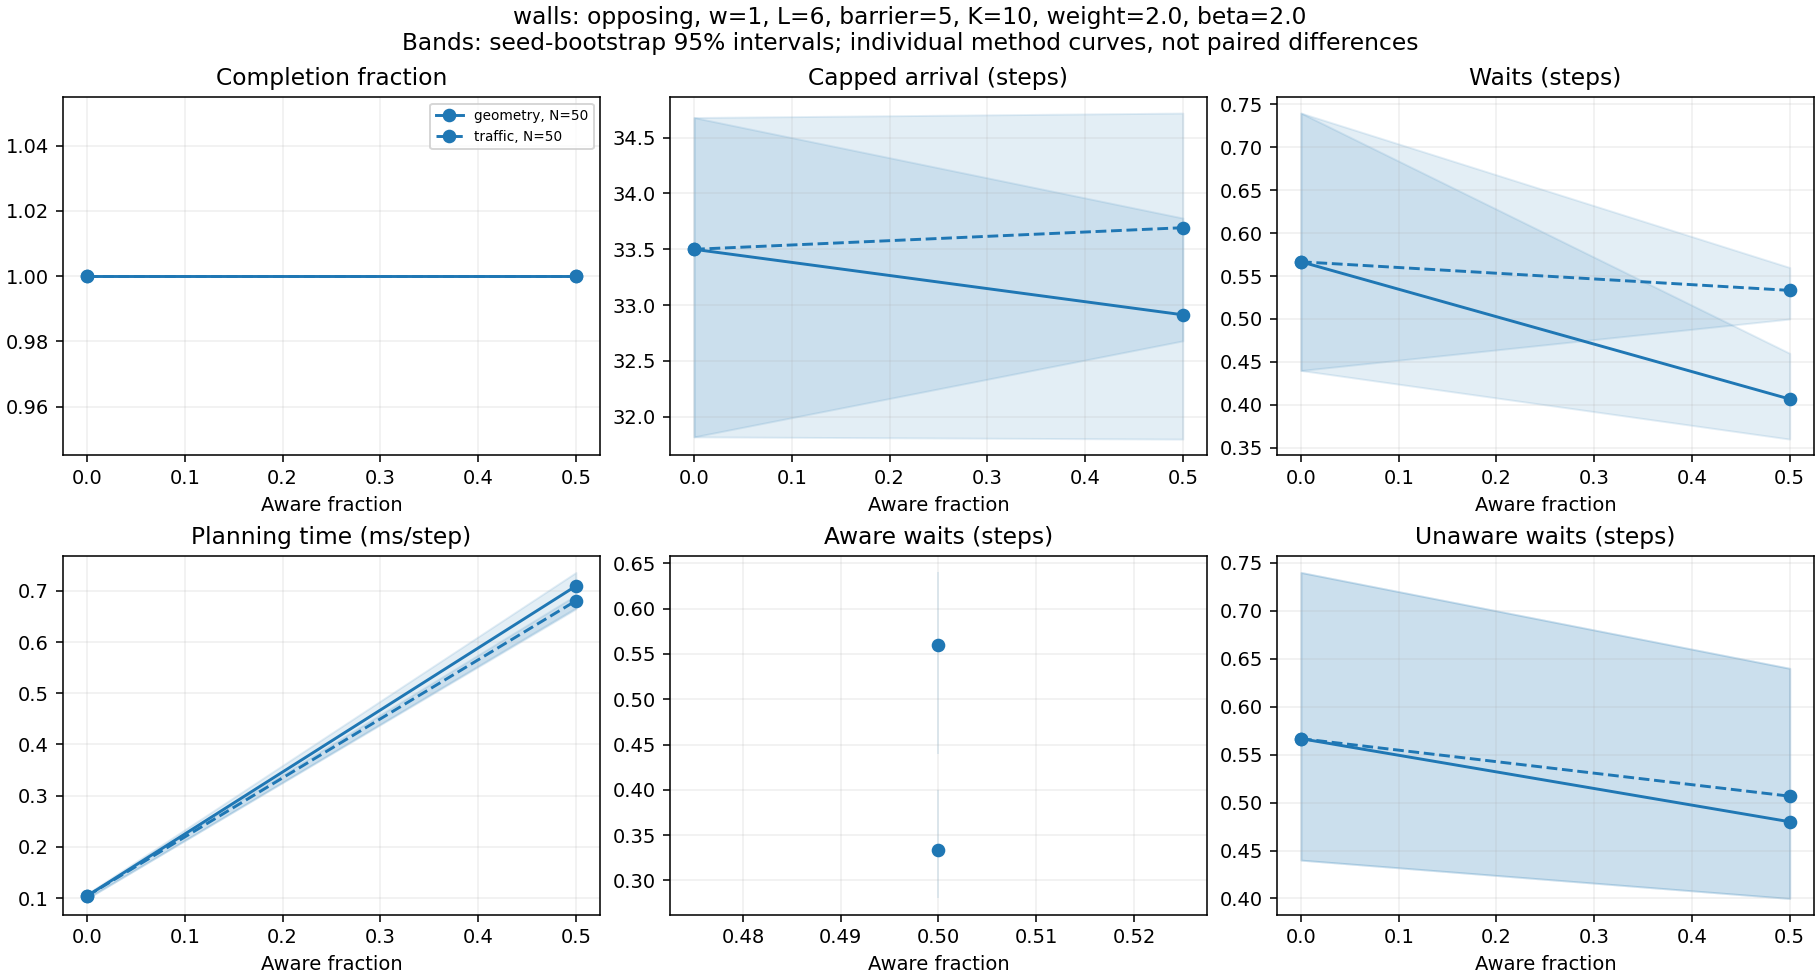 walls: opposing, w=1, L=6, barrier=5, K=10, weight=2.0, beta=2.0
Bands: seed-bootstrap 95% intervals; individual method curves, not paired differences
Completion fraction
geometry, N=50
traffic, N=50
1.04
1.02
1.00
0.98
0.96
0.0 0.1 0.2 0.3 0.4 0.5
Aware fraction
Capped arrival (steps)
34.5
34.0
33.5
33.0
32.5
32.0
0.0 0.1 0.2 0.3 0.4 0.5
Aware fraction
Waits (steps)
0.75
0.70
0.65
0.60
0.55
0.50
0.45
0.40
0.35
0.0 0.1 0.2 0.3 0.4 0.5
Aware fraction
Planning time (ms/step)
0.7
0.6
0.5
0.4
0.3
0.2
0.1
0.0 0.1 0.2 0.3 0.4 0.5
Aware fraction
Aware waits (steps)
0.65
0.60
0.55
0.50
0.45
0.40
0.35
0.30
0.48 0.49 0.50 0.51 0.52
Aware fraction
Unaware waits (steps)
0.75
0.70
0.65
0.60
0.55
0.50
0.45
0.40
0.0 0.1 0.2 0.3 0.4 0.5
Aware fraction